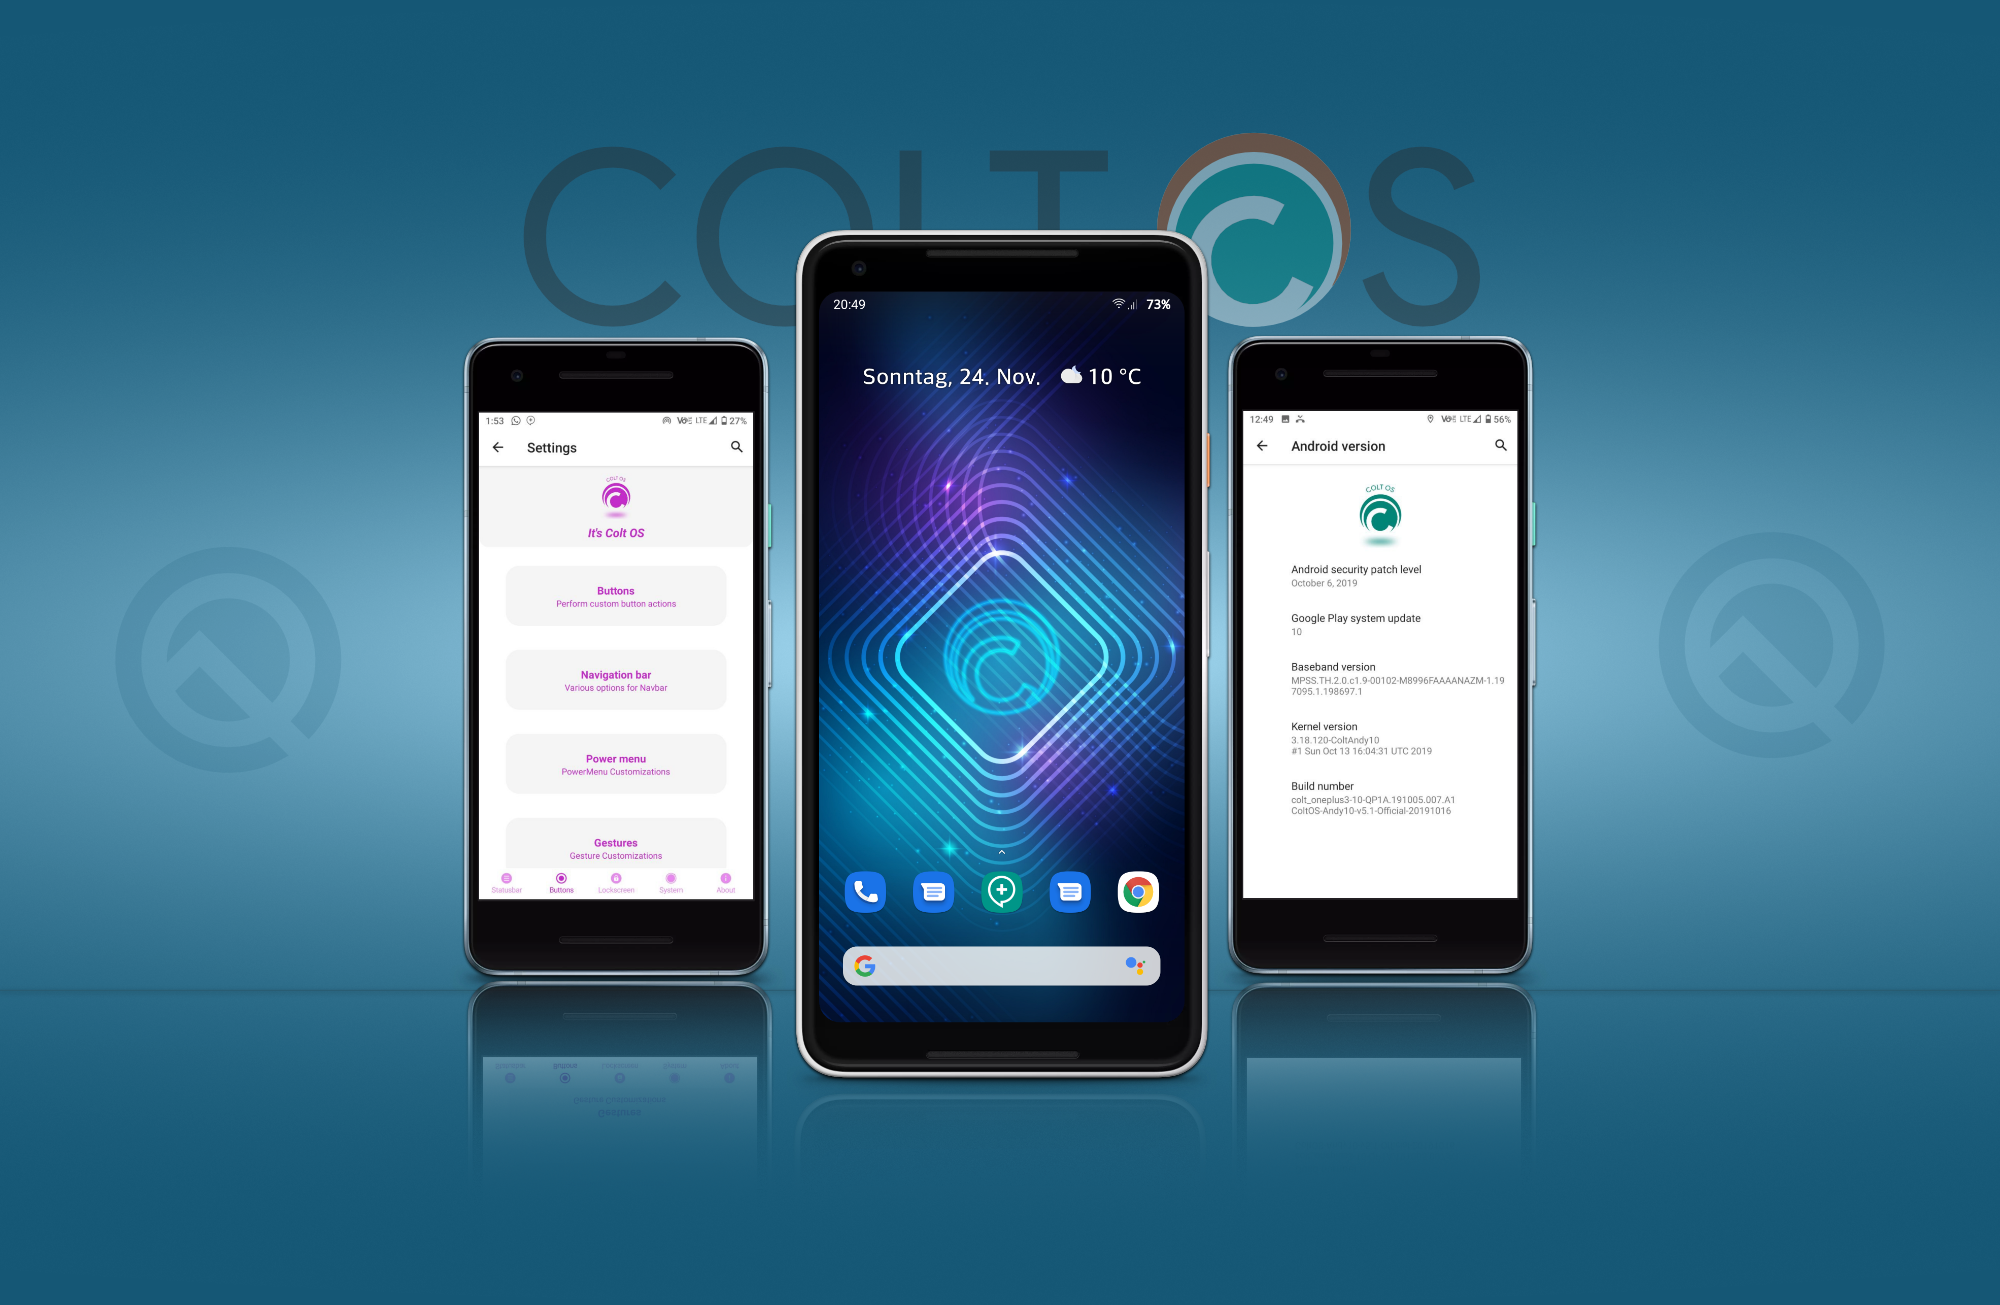 COLT OS
1:53 VoE LTE 27%
Settings
COLT OS
It's Colt OS
Buttons
Perform custom button actions
Navigation bar
Various options for Navbar
Power menu
PowerMenu Customizations
Gestures
Gesture Customizations
Statusbar Buttons Lockscreen System About
20:49 73%
Sonntag, 24. Nov. 10 °C
12:49 LTE 56%
Android version
COLT OS
Android security patch level
October 6, 2019
Google Play system update
10
Baseband version
MPSS.TH.2.0.c1.9-00102-M8996FAAAANAZM-1.19
7095.1.198697.1
Kernel version
3.18.120-ColtAndy10
#1 Sun Oct 13 16:04:31 UTC 2019
Build number
colt_oneplus3-10-QP1A.191005.007.A1
ColtOS-Andy10-v5.1-Official-20191016